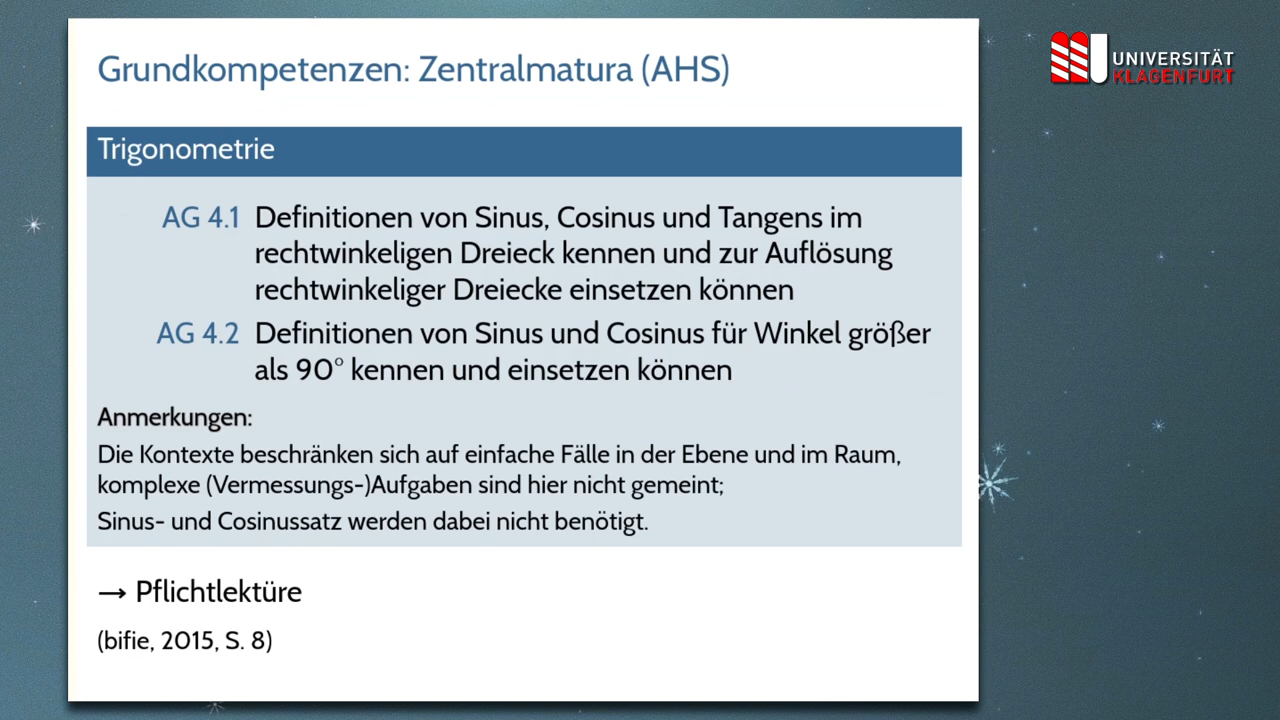 Grundkompetenzen: Zentralmatura (AHS)
UNIVERSITÄT
KLAGENFURT
Trigonometrie
AG 4.1 Definitionen von Sinus, Cosinus und Tangens im
rechtwinkeligen Dreieck kennen und zur Auflösung
rechtwinkeliger Dreiecke einsetzen können
AG 4.2 Definitionen von Sinus und Cosinus für Winkel größer
als 90° kennen und einsetzen können
Anmerkungen:
Die Kontexte beschränken sich auf einfache Fälle in der Ebene und im Raum,
komplexe (Vermessungs-)Aufgaben sind hier nicht gemeint;
Sinus- und Cosinussatz werden dabei nicht benötigt.
→ Pflichtlektüre
(bifie, 2015, S. 8)